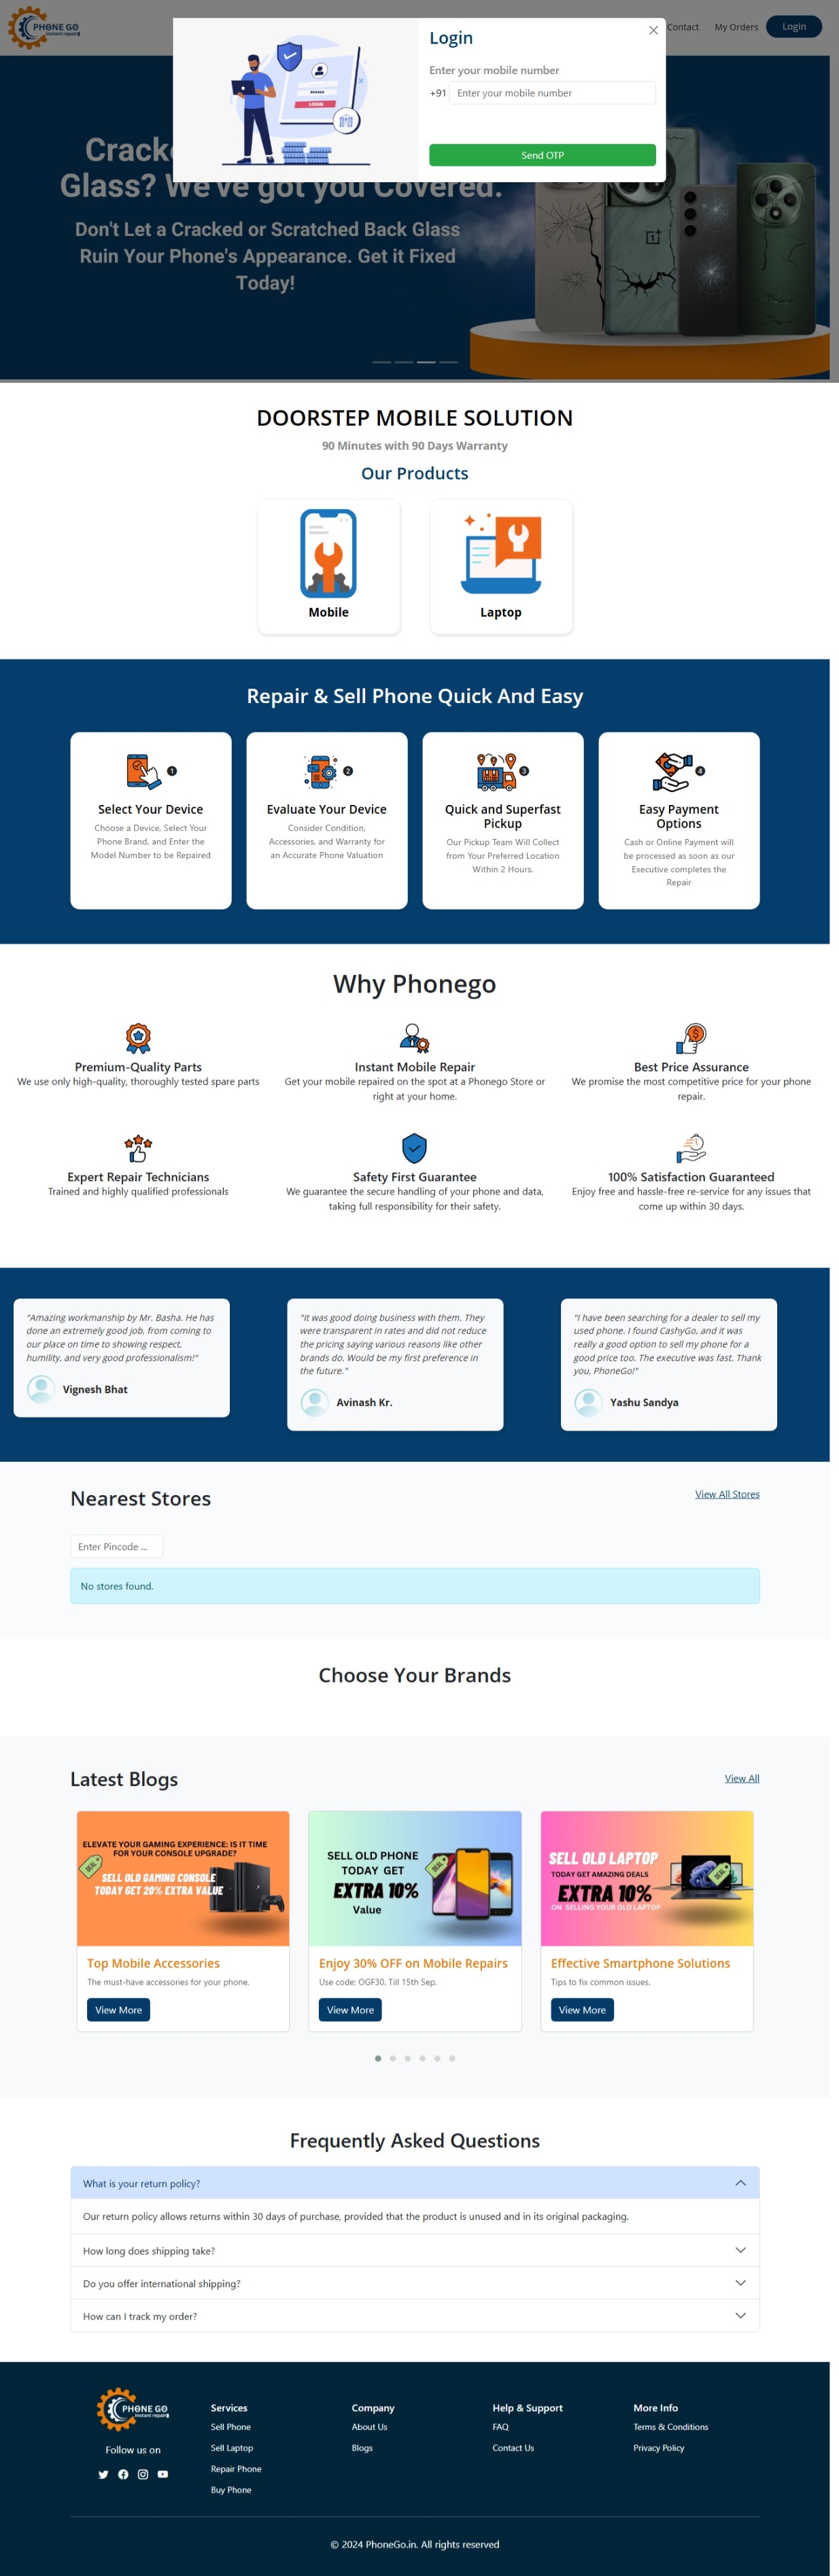 PHONE GO
instant repair
Contact
My Orders
Login
Login
Enter your mobile number
+91
Enter your mobile number
Send OTP
LOGIN
Glass? We've got you Covered.
Don't Let a Cracked or Scratched Back Glass
Ruin Your Phone's Appearance. Get it Fixed
Today!
DOORSTEP MOBILE SOLUTION
90 Minutes with 90 Days Warranty
Our Products
Mobile
Laptop
Repair & Sell Phone Quick And Easy
1
Select Your Device
Choose a Device, Select Your
Phone Brand, and Enter the
Model Number to be Repaired
2
Evaluate Your Device
Consider Condition,
Accessories, and Warranty for
an Accurate Phone Valuation
3
Quick and Superfast
Pickup
Our Pickup Team Will Collect
from Your Preferred Location
Within 2 Hours.
4
Easy Payment
Options
Cash or Online Payment will
be processed as soon as our
Executive completes the
Repair
Why Phonego
Premium-Quality Parts
We use only high-quality, thoroughly tested spare parts
Instant Mobile Repair
Get your mobile repaired on the spot at a Phonego Store or
right at your home.
Best Price Assurance
We promise the most competitive price for your phone
repair.
Expert Repair Technicians
Trained and highly qualified professionals
Safety First Guarantee
We guarantee the secure handling of your phone and data,
taking full responsibility for their safety.
100% Satisfaction Guaranteed
Enjoy free and hassle-free re-service for any issues that
come up within 30 days.
"Amazing workmanship by Mr. Basha. He has
done an extremely good job, from coming to
our place on time to showing respect,
humility, and very good professionalism!"
Vignesh Bhat
"It was good doing business with them. They
were transparent in rates and did not reduce
the pricing saying various reasons like other
brands do. Would be my first preference in
the future."
Avinash Kr.
"I have been searching for a dealer to sell my
used phone. I found CashyGo, and it was
really a good option to sell my phone for a
good price too. The executive was fast. Thank
you, PhoneGo!"
Yashu Sandya
Nearest Stores
View All Stores
Enter Pincode ...
No stores found.
Choose Your Brands
Latest Blogs
View All
ELEVATE YOUR GAMING EXPERIENCE: IS IT TIME
FOR YOUR CONSOLE UPGRADE?
DEAL
SELL OLD GAMING CONSOLE
TODAY GET 20% EXTRA VALUE
Top Mobile Accessories
The must-have accessories for your phone.
View More
SELL OLD PHONE
TODAY GET
EXTRA 10%
Value
DEAL
Enjoy 30% OFF on Mobile Repairs
Use code: OGF30. Till 15th Sep.
View More
SELL OLD LAPTOP
TODAY GET AMAZING DEALS
EXTRA 10%
ON SELLING YOUR OLD LAPTOP
DEAL
Effective Smartphone Solutions
Tips to fix common issues.
View More
Frequently Asked Questions
What is your return policy?
Our return policy allows returns within 30 days of purchase, provided that the product is unused and in its original packaging.
How long does shipping take?
Do you offer international shipping?
How can I track my order?
PHONE GO
instant repair
Follow us on
Services
Sell Phone
Sell Laptop
Repair Phone
Buy Phone
Company
About Us
Blogs
Help & Support
FAQ
Contact Us
More Info
Terms & Conditions
Privacy Policy
© 2024 PhoneGo.in. All rights reserved